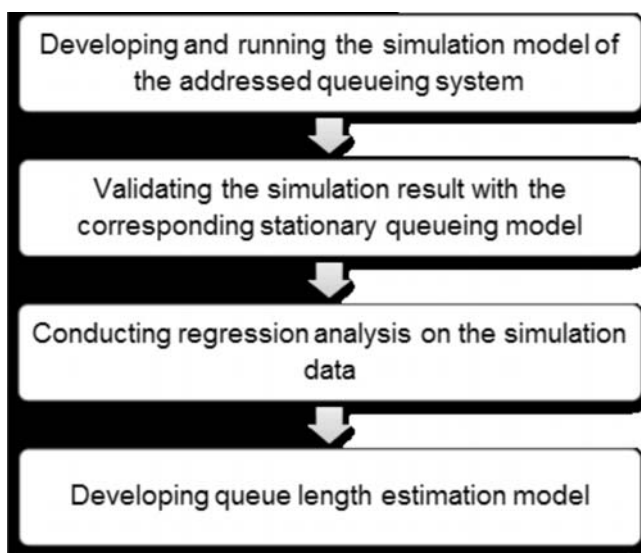 Developing and running the simulation model of
the addressed queueing system
Validating the simulation result with the
corresponding stationary queueing model
Conducting regression analysis on the simulation
data
Developing queue length estimation model